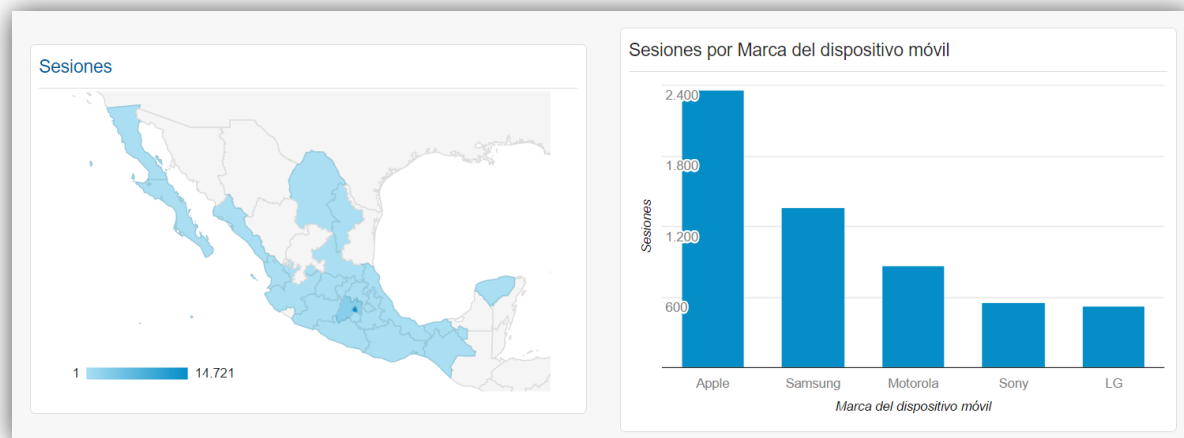 Sesiones
1 14.721
Sesiones por Marca del dispositivo móvil
2.400
1.800
1.200
600
Sesiones
Apple Samsung Motorola Sony LG
Marca del dispositivo móvil